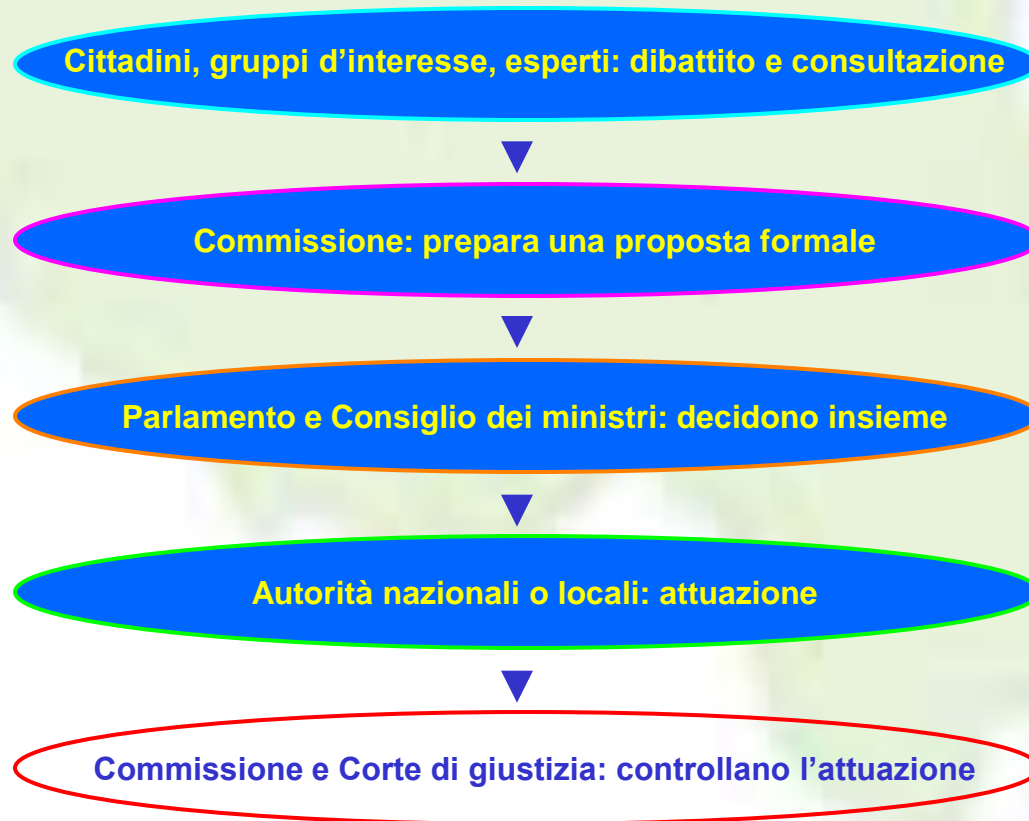 Cittadini, gruppi d’interesse, esperti: dibattito e consultazione
Commissione: prepara una proposta formale
Parlamento e Consiglio dei ministri: decidono insieme
Autorità nazionali o locali: attuazione
Commissione e Corte di giustizia: controllano l’attuazione